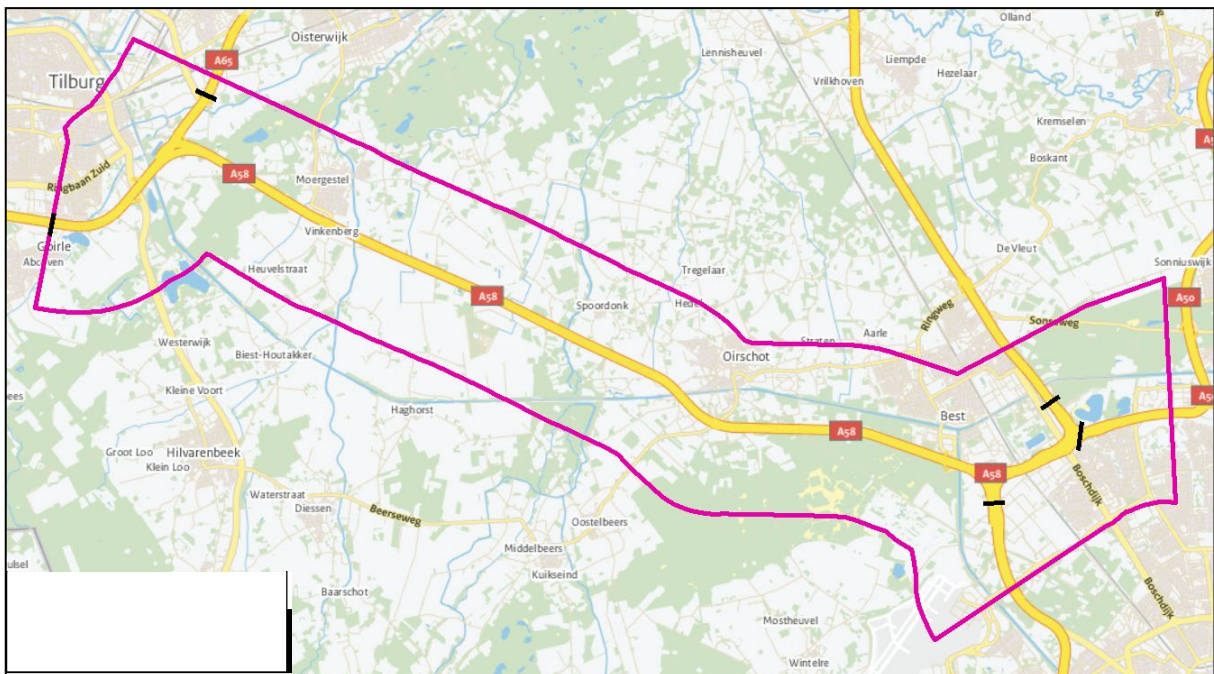 Olland
Oisterwijk
Lennisheuvel
Liempde
Hezelaar
Vrilkhoven
A65
Tilburg
Kremselen
Boskant
Ringbaan Zuid
A58
Moergestel
Vinkenberg
De Vleut
Goirle
Abcoven
Heuvelstraat
Tregelaar
Sonniuswijk
A58
Spoordonk
Hedel
A50
Ringweg
Sonseweg
Aarle
Straten
Westerwijk
Biest-Houtakker
Oirschot
Kleine Voort
Haghorst
Best
A58
Groot Loo
Hilvarenbeek
Klein Loo
A58
Boschdijk
Waterstraat
Diessen
Beerseweg
Oostelbeers
Middelbeers
Kuikseind
Baarschot
Boschdijk
Mostheuvel
Wintelre